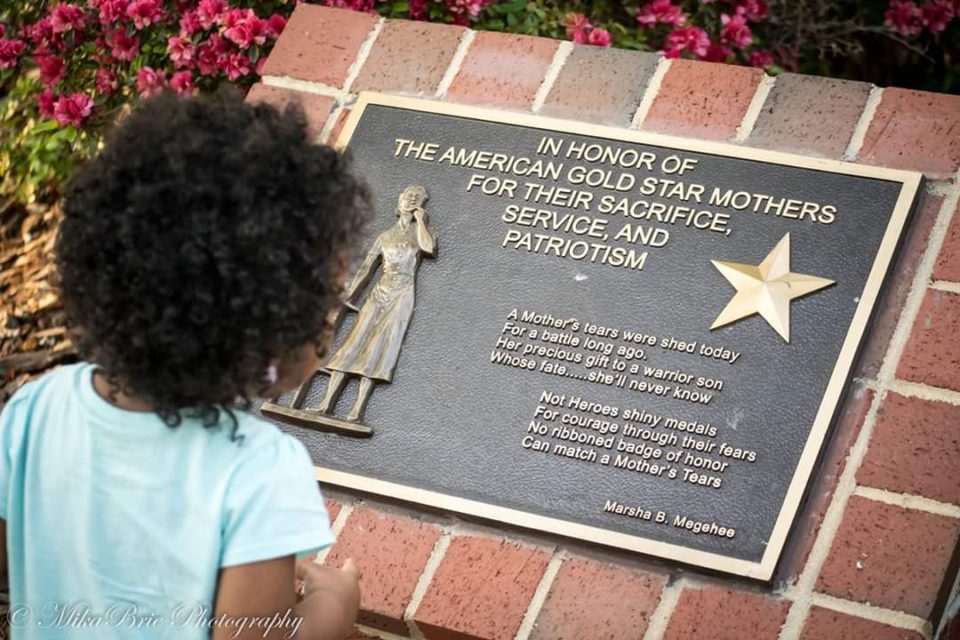 IN HONOR OF
THE AMERICAN GOLD STAR MOTHERS
FOR THEIR SACRIFICE,
SERVICE, AND
PATRIOTISM
A Mother's tears were shed today
For a battle long ago.
Her precious gift to a warrior son
Whose fate.....she'll never know
Not Heroes shiny medals
For courage through their fears
No ribboned badge of honor
Can match a Mother's Tears
Marsha B. Megehee
© MikaBrie Photography